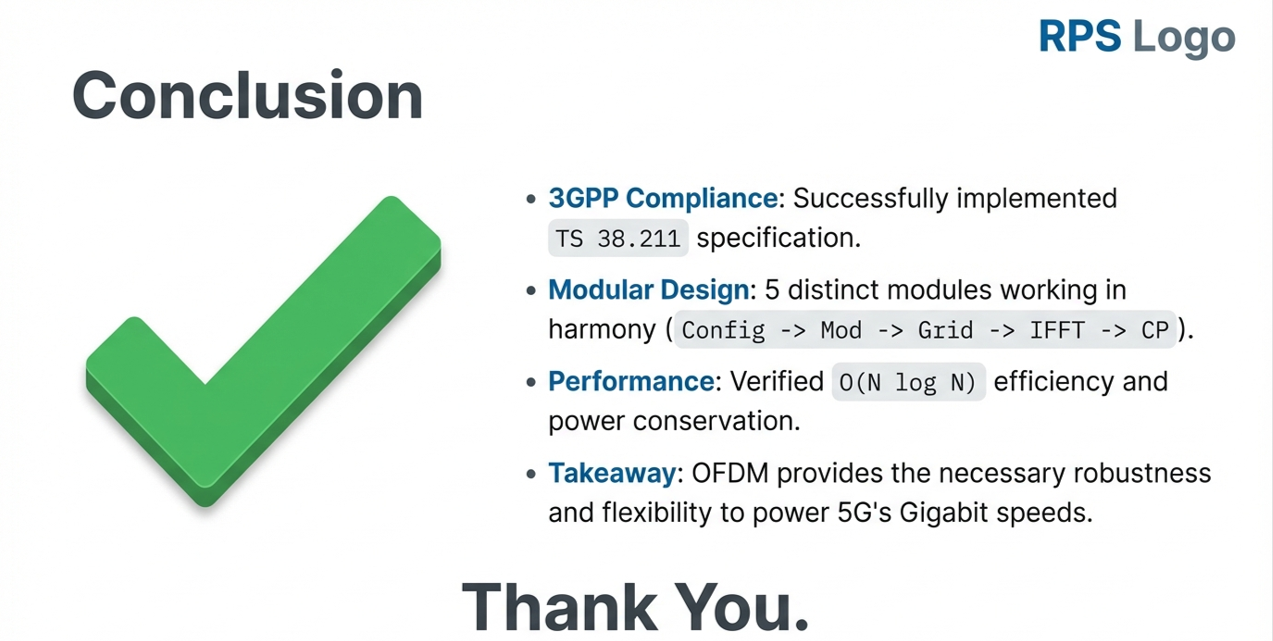 RPS Logo
Conclusion
• 3GPP Compliance: Successfully implemented
TS 38.211 specification.
• Modular Design: 5 distinct modules working in
harmony (Config -> Mod -> Grid -> IFFT -> CP).
• Performance: Verified O(N log N) efficiency and
power conservation.
• Takeaway: OFDM provides the necessary robustness
and flexibility to power 5G's Gigabit speeds.
Thank You.